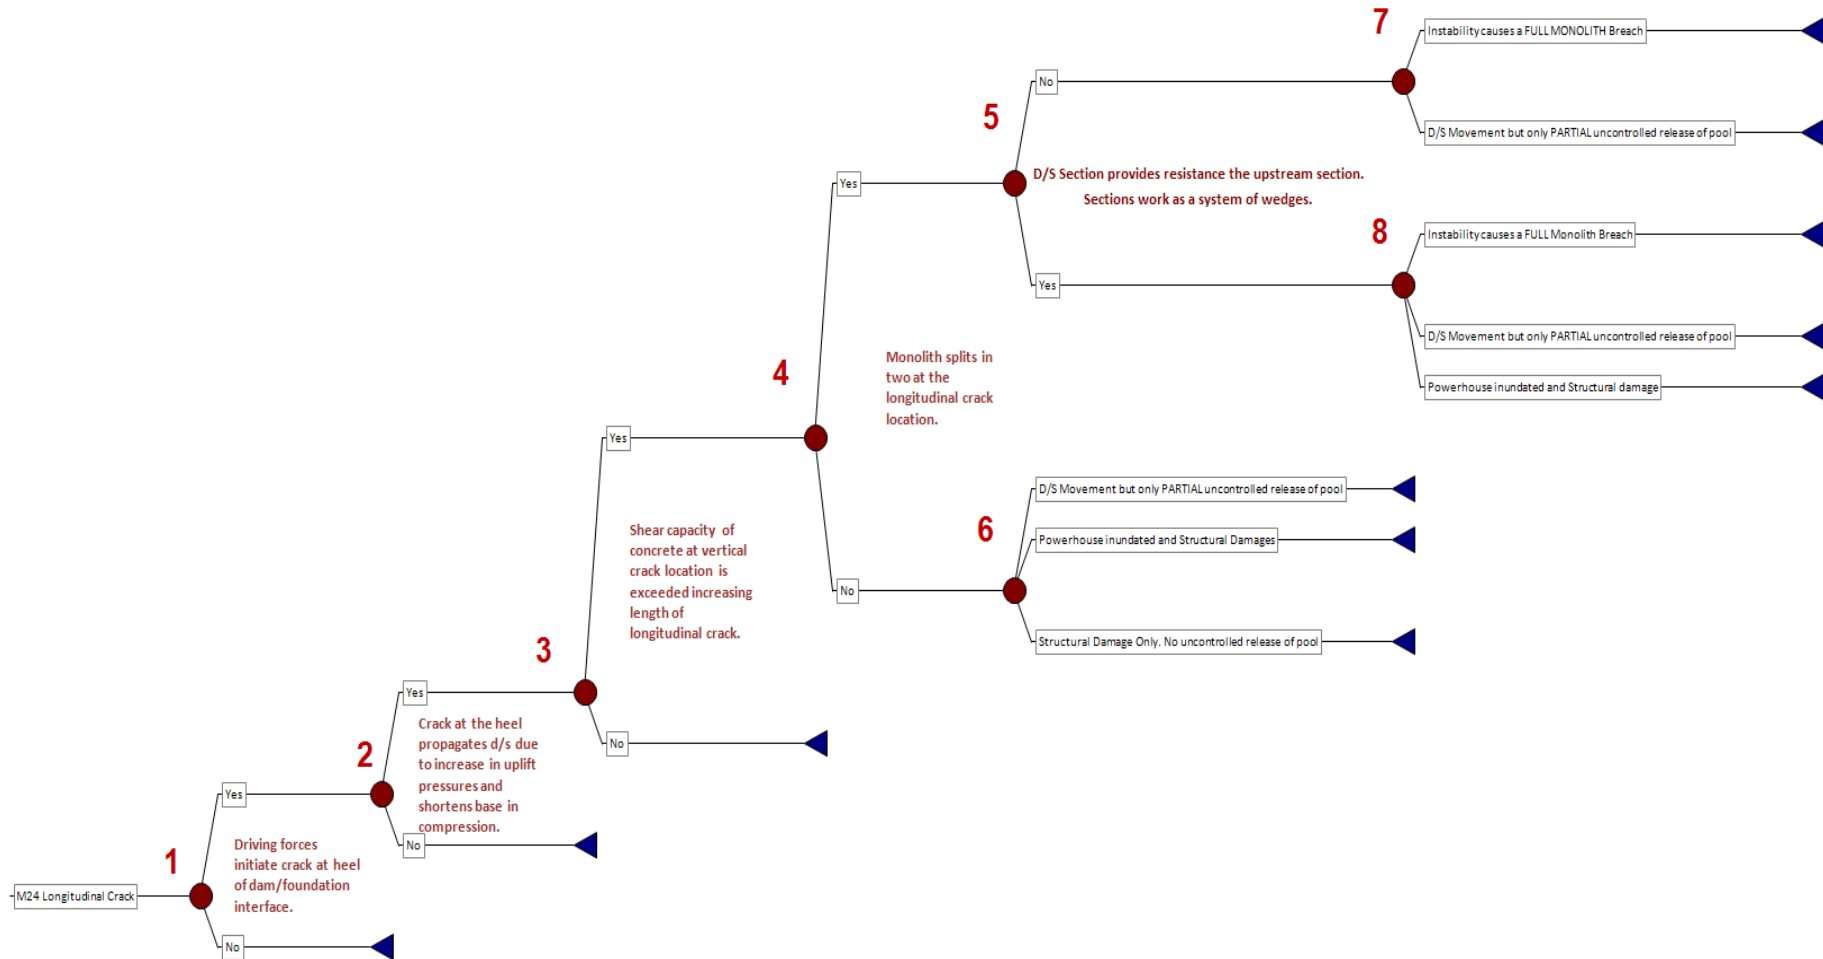 7
Instability causes a FULL MONOLITH Breach
No
5
D/S Movement but only PARTIAL uncontrolled release of pool
Yes
D/S Section provides resistance the upstream section.
Sections work as a system of wedges.
8
Instability causes a FULL Monolith Breach
Yes
D/S Movement but only PARTIAL uncontrolled release of pool
Powerhouse inundated and Structural damage
4
Monolith splits in
two at the
longitudinal crack
location.
Yes
D/S Movement but only PARTIAL uncontrolled release of pool
6
Powerhouse inundated and Structural Damages
No
Structural Damage Only. No uncontrolled release of pool
Shear capacity of
concrete at vertical
crack location is
exceeded increasing
length of
longitudinal crack.
3
Yes
No
Crack at the heel
propagates d/s due
to increase in uplift
pressures and
shortens base in
compression.
2
Yes
No
Driving forces
initiate crack at heel
of dam/foundation
interface.
1
M24 Longitudinal Crack
No